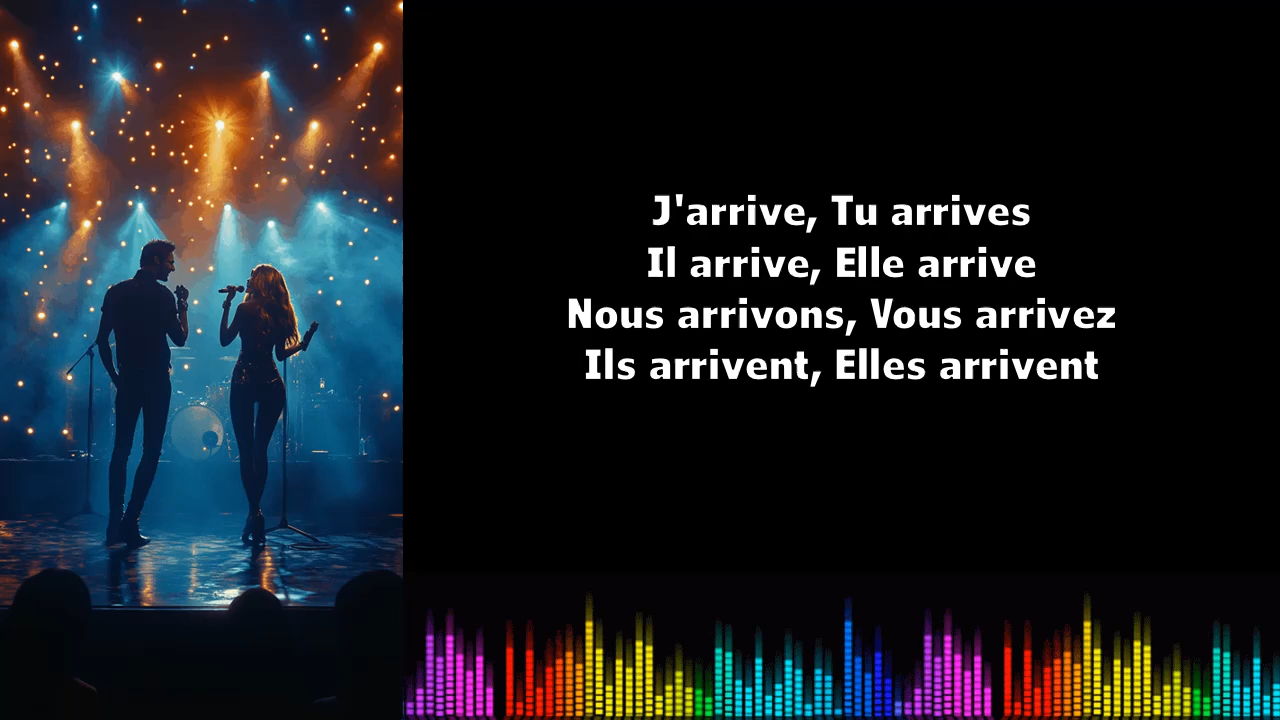 J'arrive, Tu arrives
Il arrive, Elle arrive
Nous arrivons, Vous arrivez
Ils arrivent, Elles arrivent